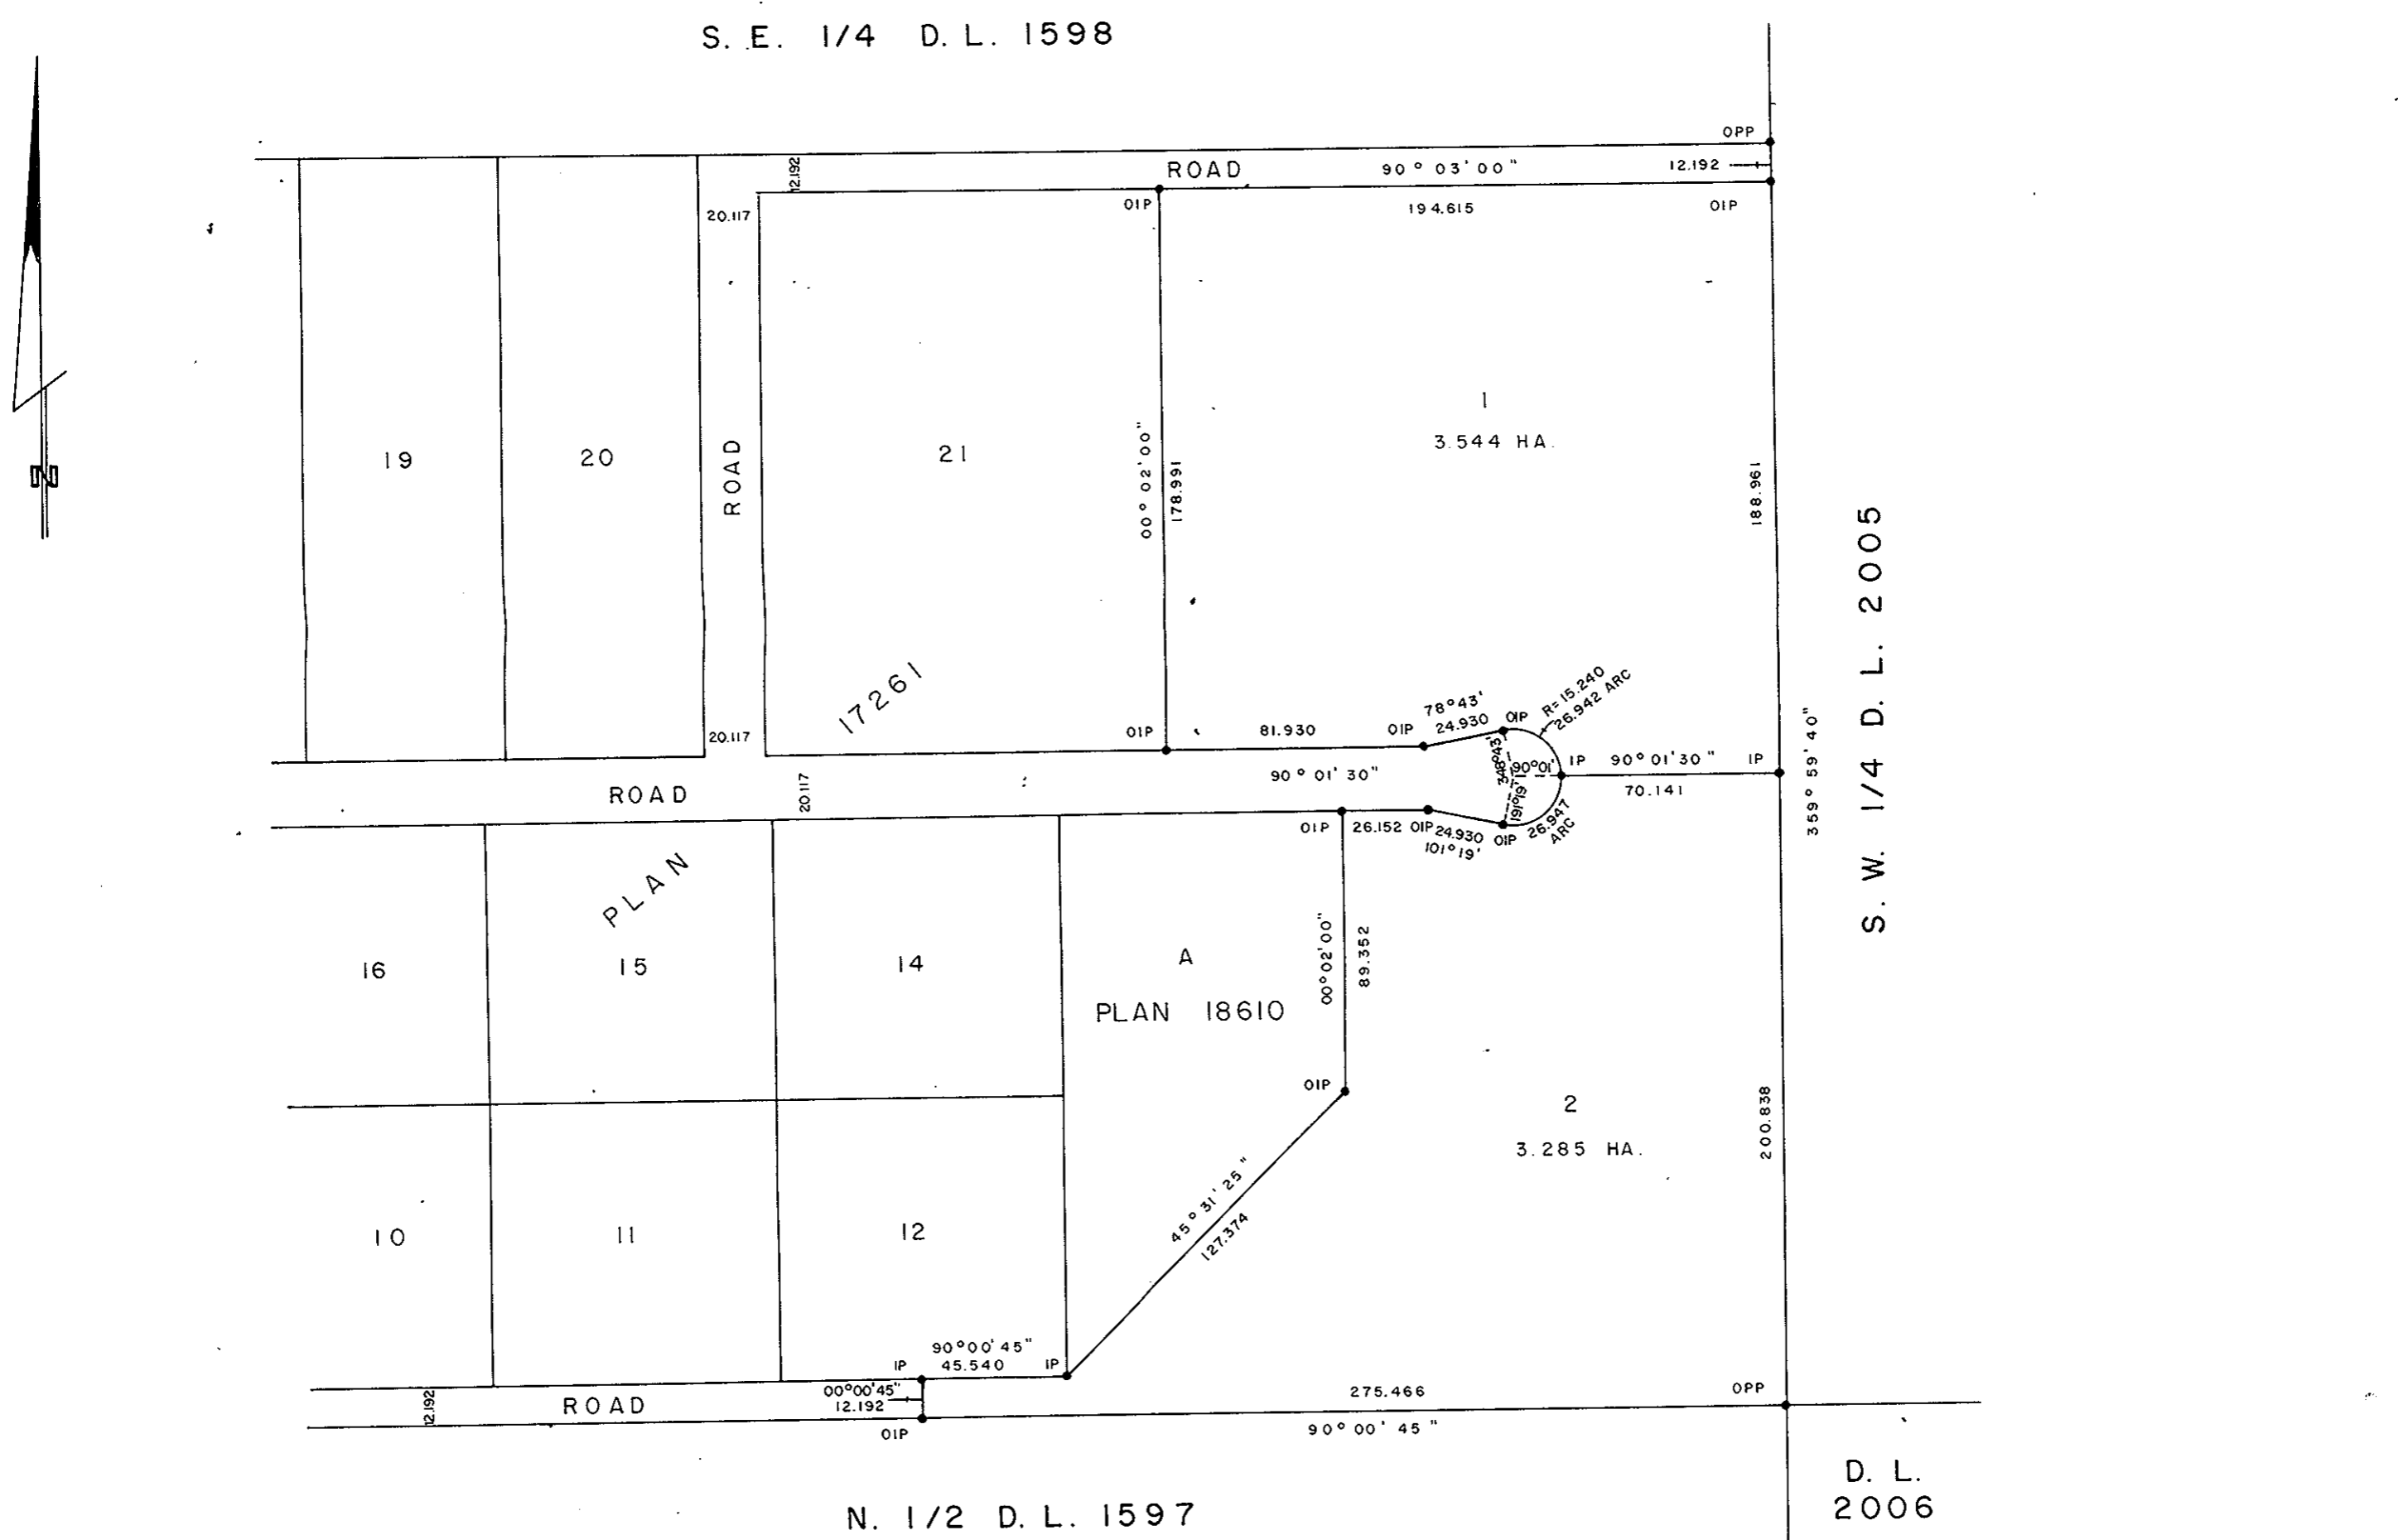 S. E. 1/4 D. L. 1598
OPP
ROAD
90° 03' 00"
12.192
12.192
20.117
OIP
194.615
OIP
N
19
20
ROAD
21
1
3.544 HA.
00° 02' 00"
178.991
188.961
S. W. 1/4 D. L. 2005
17261
20.117
OIP
81.930
OIP
78°43'
24.930
OIP
R=15.240
26.942 ARC
348°43'
90°01'
191°19'
IP
90° 01' 30"
IP
70.141
359° 59' 40"
90° 01' 30"
ROAD
20.117
OIP
26.152
OIP
24.930
101°19'
OIP
26.947
ARC
PLAN
16
15
14
A
PLAN 18610
00°02'00"
89.352
OIP
2
3.285 HA.
200.838
45° 31' 25"
127.374
10
11
12
90°00'45"
IP
45.540
IP
00°00'45"
12.192
12.192
ROAD
OIP
275.466
OPP
90° 00' 45"
D. L.
2006
N. 1/2 D. L. 1597